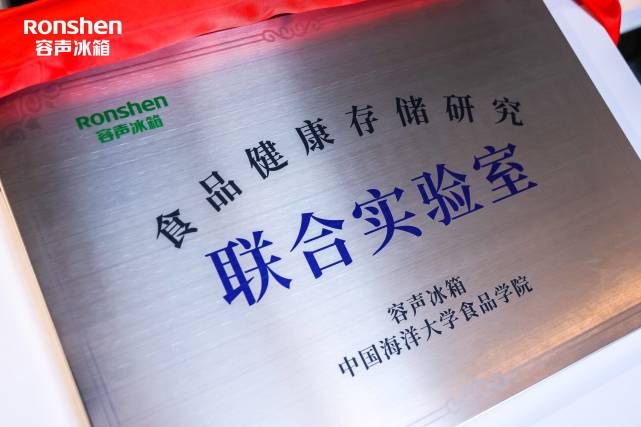 Ronshen
容声冰箱
Ronshen
容声冰箱
食品健康存储研究
联合实验室
容声冰箱
中国海洋大学食品学院